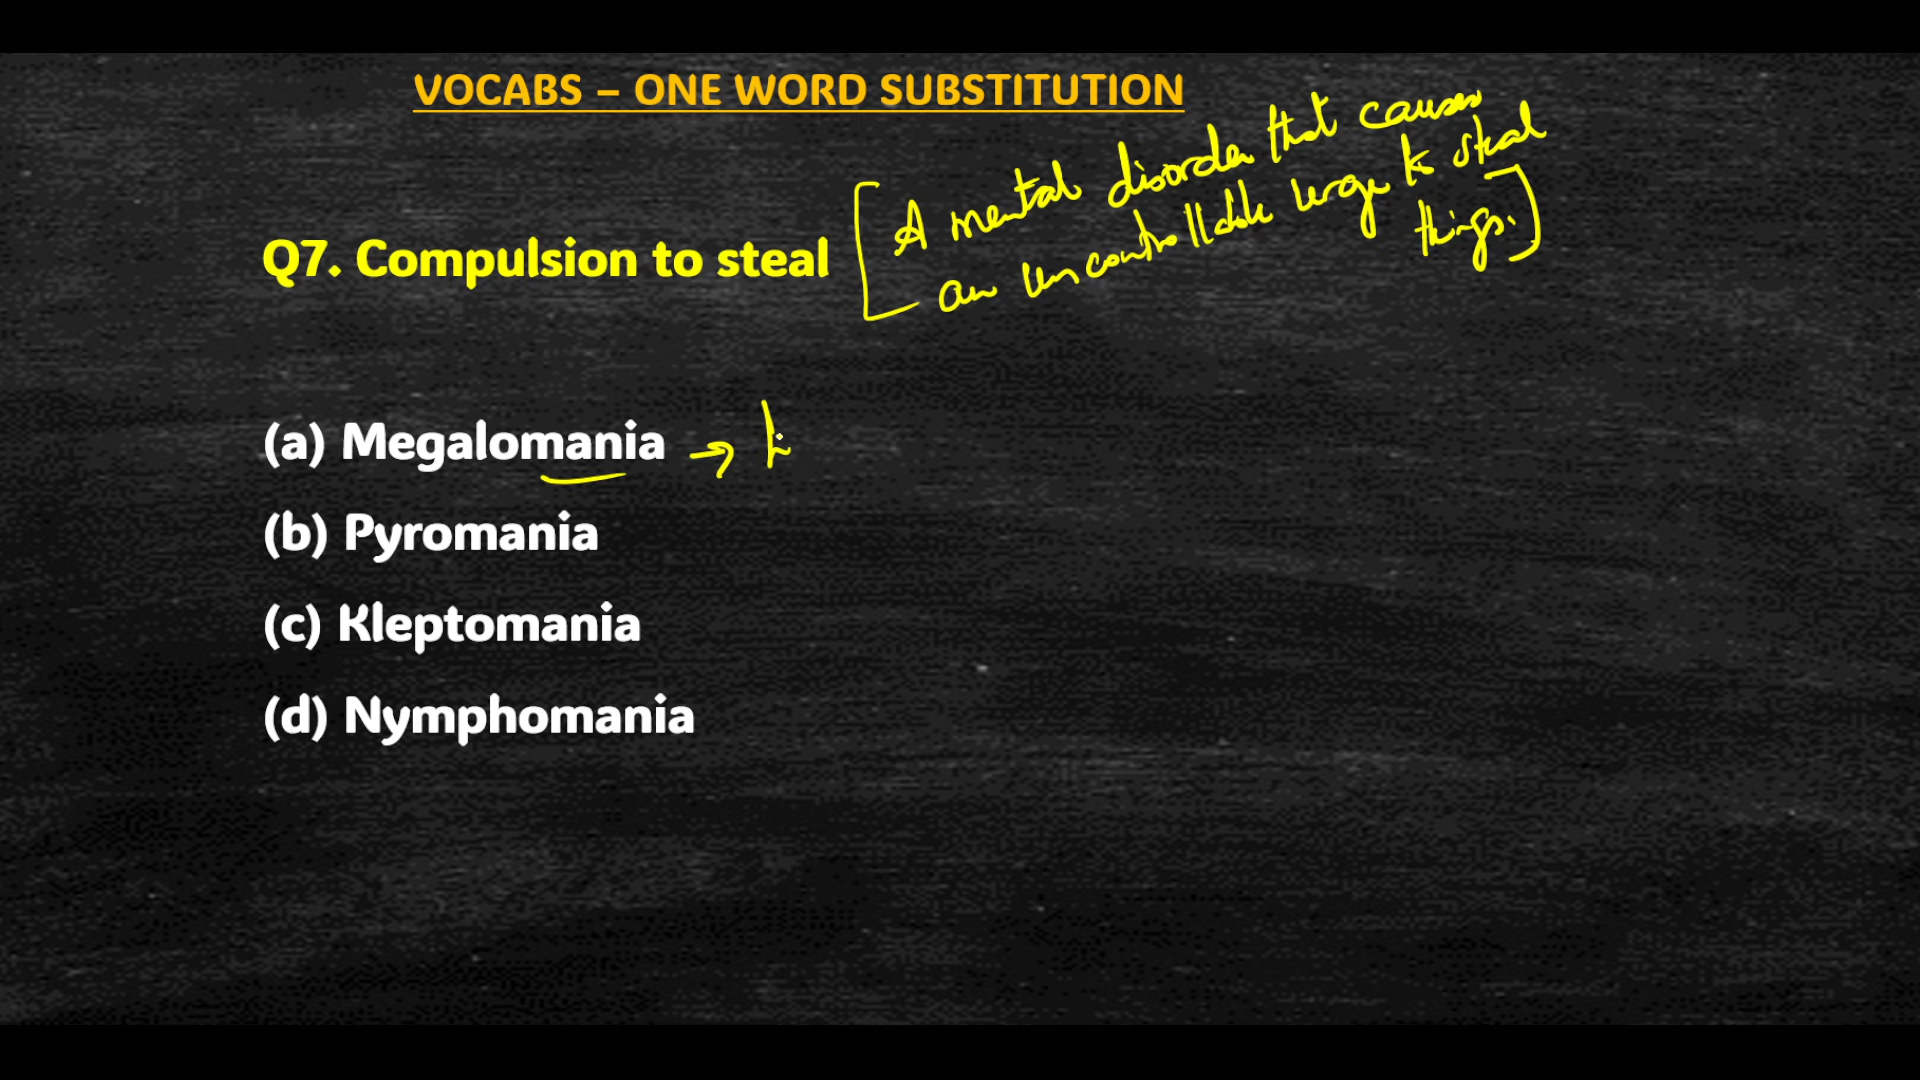 VOCABS – ONE WORD SUBSTITUTION
Q7. Compulsion to steal
[A mental disorder that causes
an uncontrollable urge to steal
things.]
(a) Megalomania →
(b) Pyromania
(c) Kleptomania
(d) Nymphomania